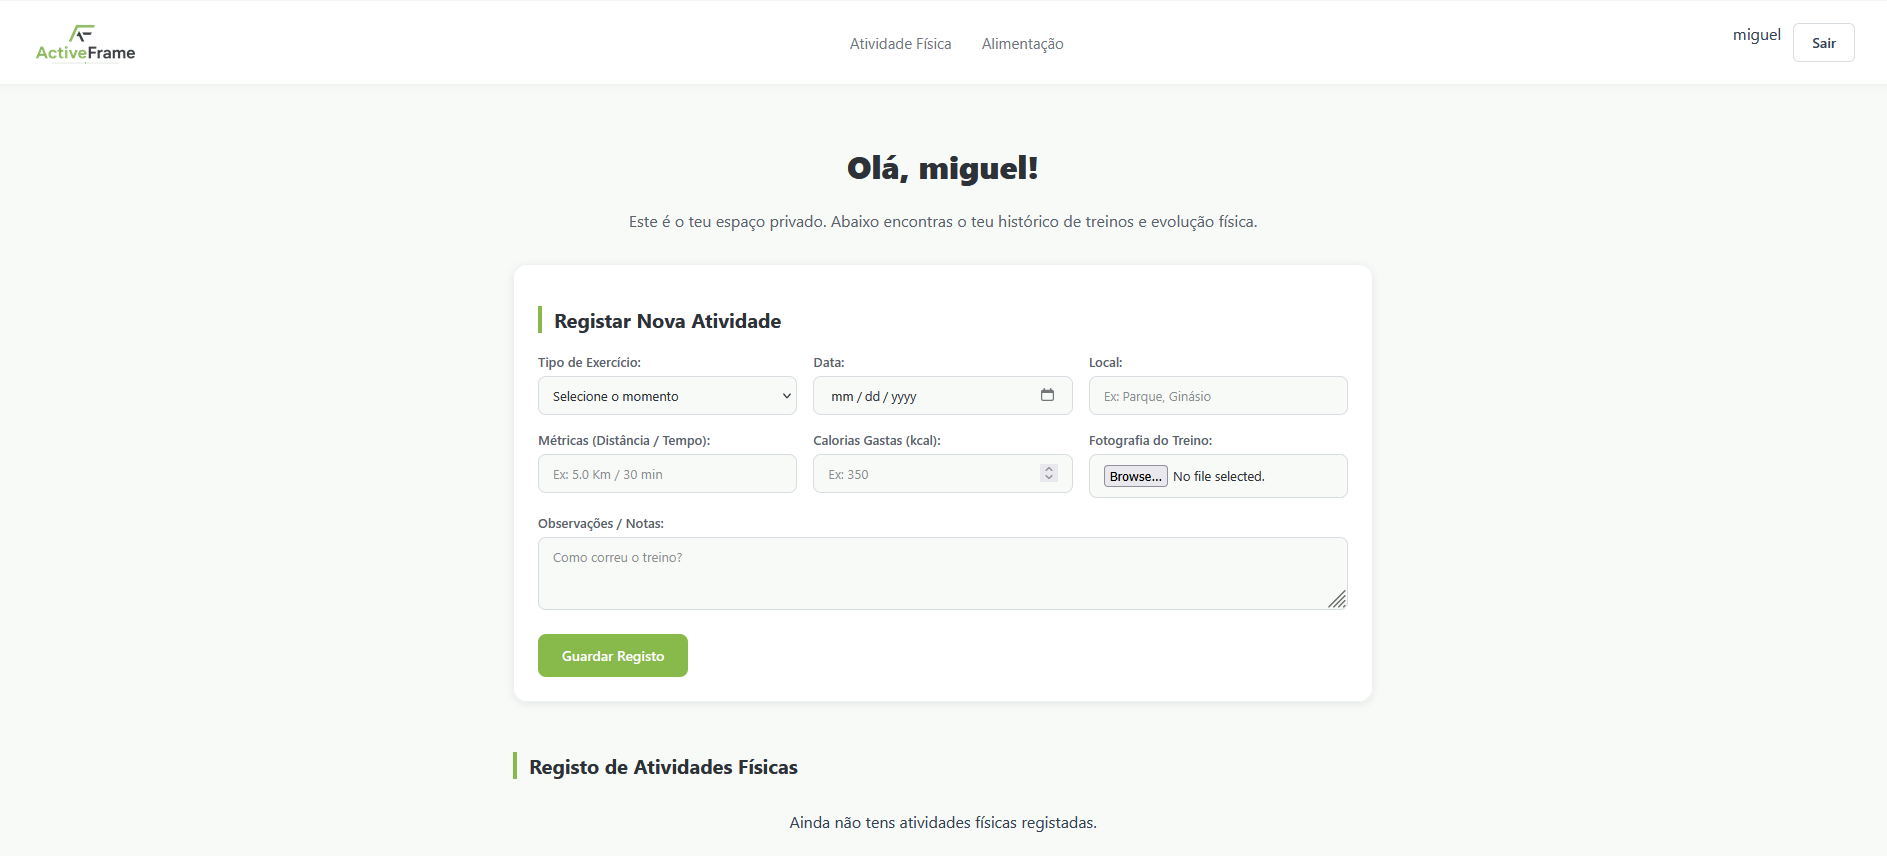 AF
ActiveFrame
Atividade Física
Alimentação
miguel
Sair
Olá, miguel!
Este é o teu espaço privado. Abaixo encontras o teu histórico de treinos e evolução física.
Registar Nova Atividade
Tipo de Exercício:
Data:
Local:
Selecione o momento
mm / dd / yyyy
Ex: Parque, Ginásio
Métricas (Distância / Tempo):
Calorias Gastas (kcal):
Fotografia do Treino:
Ex: 5.0 Km / 30 min
Ex: 350
Browse... No file selected.
Observações / Notas:
Como correu o treino?
Guardar Registo
Registo de Atividades Físicas
Ainda não tens atividades físicas registadas.